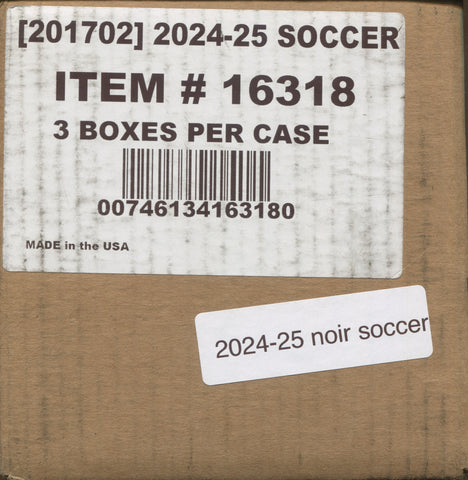 [201702] 2024-25 SOCCER
ITEM # 16318
3 BOXES PER CASE
00746134163180
MADE in the USA
2024-25 noir soccer